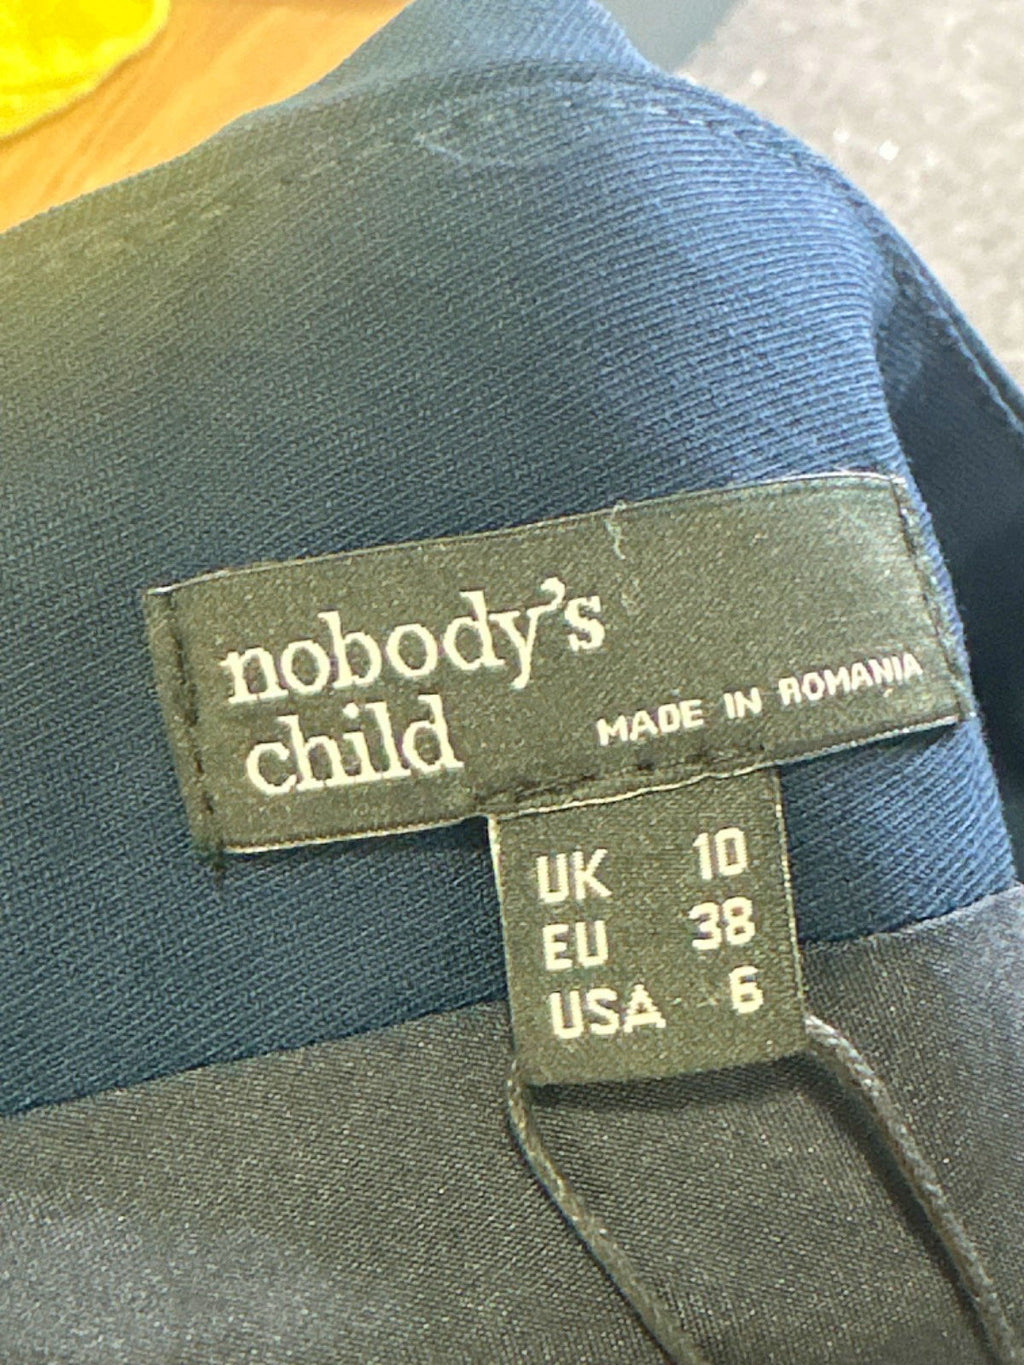 nobody's
child
MADE IN ROMANIA
UK 10
EU 38
USA 6